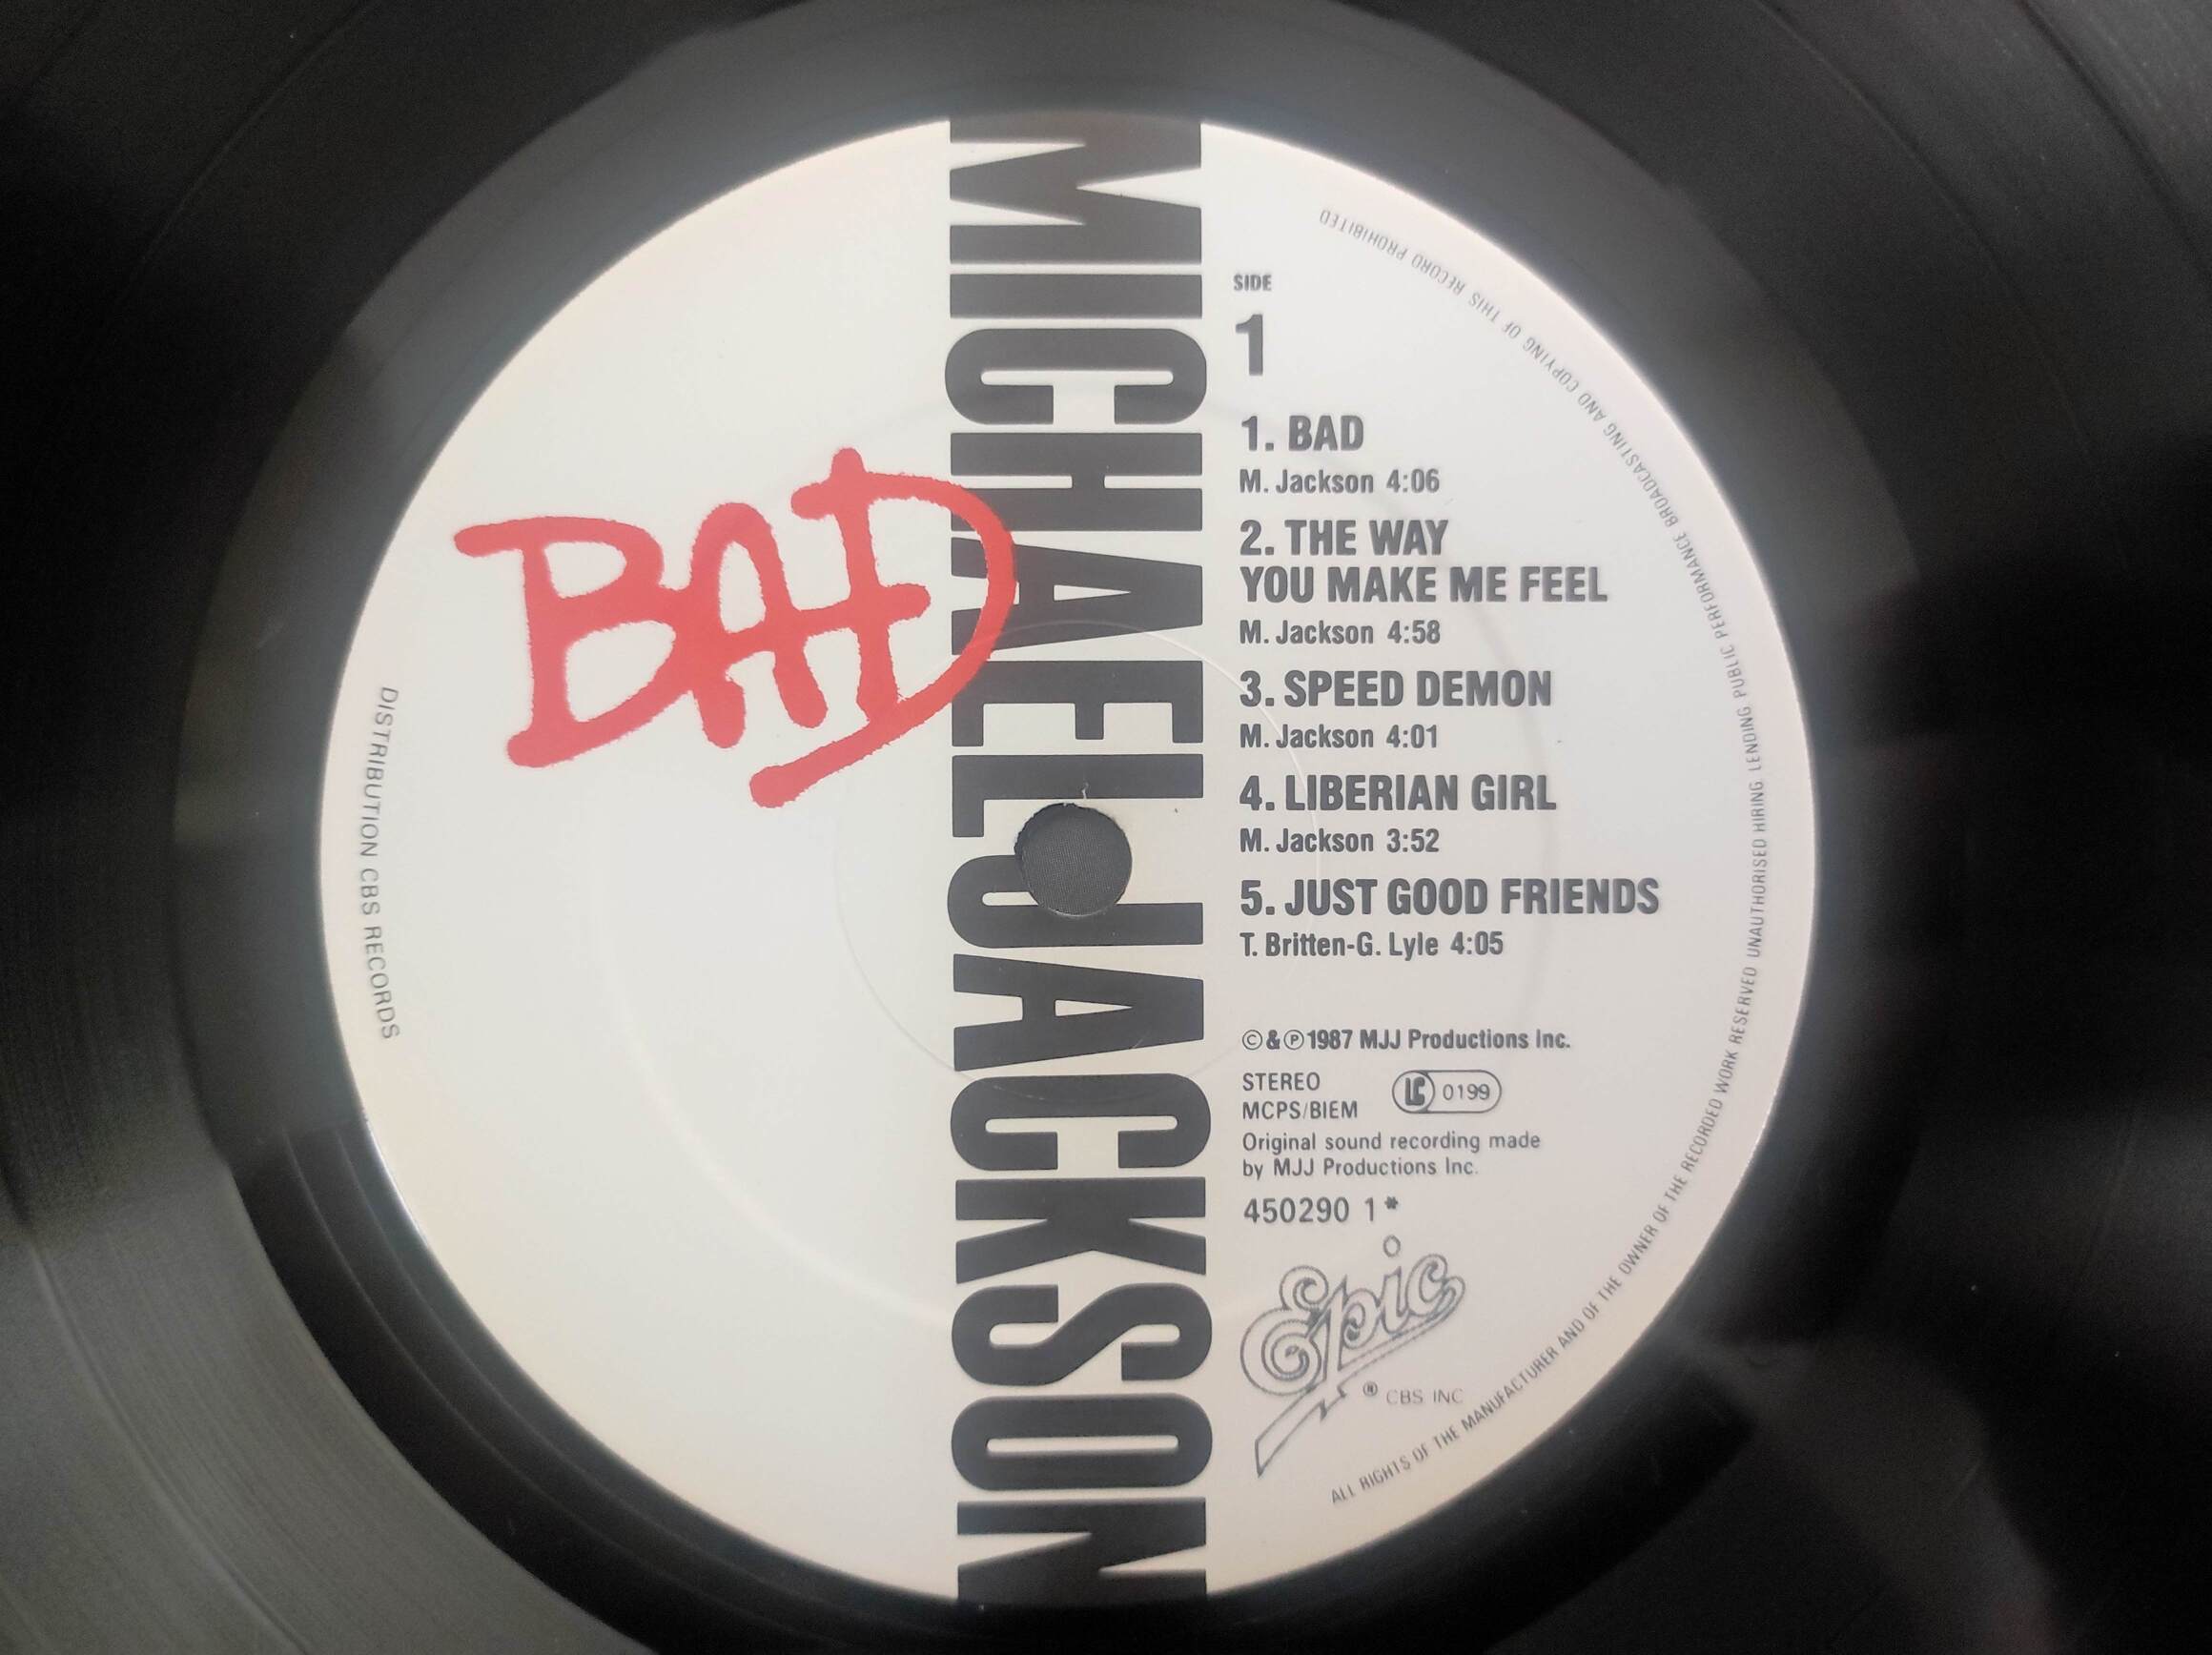 MICHAEL JACKSON
BAD
SIDE
1
1. BAD
M. Jackson 4:06
2. THE WAY
YOU MAKE ME FEEL
M. Jackson 4:58
3. SPEED DEMON
M. Jackson 4:01
4. LIBERIAN GIRL
M. Jackson 3:52
5. JUST GOOD FRIENDS
T. Britten-G. Lyle 4:05
©&℗1987 MJJ Productions Inc.
STEREO
MCPS/BIEM
LC 0199
Original sound recording made
by MJJ Productions Inc.
450290 1*
Epic
® CBS INC
DISTRIBUTION CBS RECORDS
ALL RIGHTS OF THE MANUFACTURER AND OF THE OWNER OF THE RECORDED WORK RESERVED UNAUTHORISED HIRING LENDING PUBLIC PERFORMANCE BROADCASTING AND COPYING OF THIS RECORD PROHIBITED